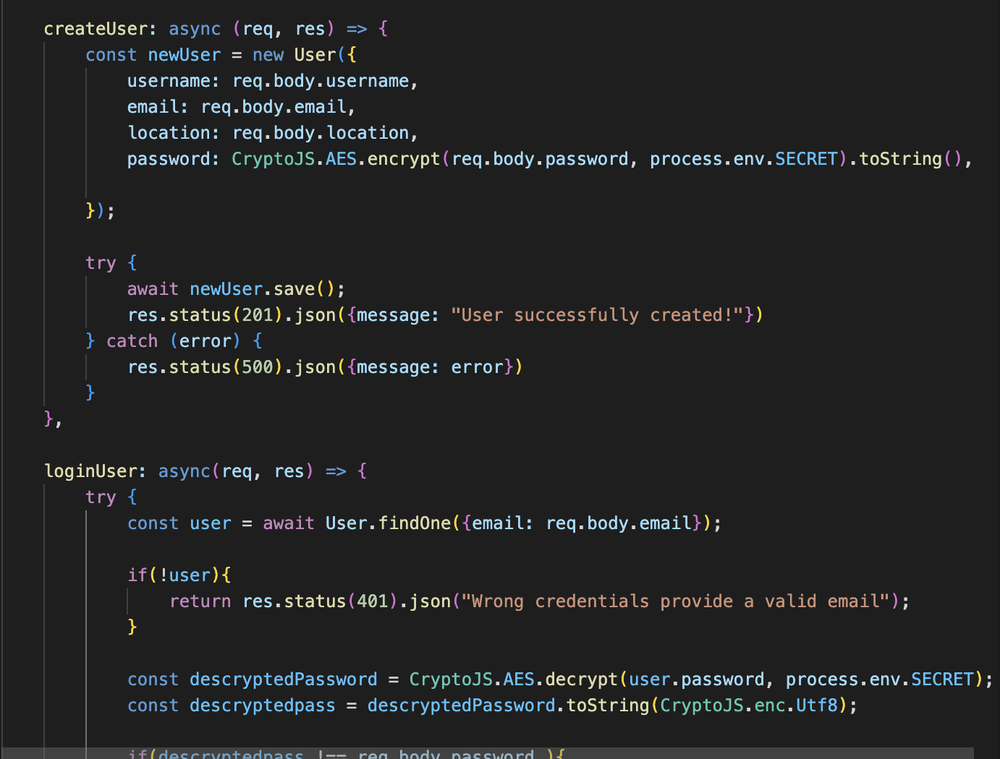 createUser: async (req, res) => {
const newUser = new User({
username: req.body.username,
email: req.body.email,
location: req.body.location,
password: CryptoJS.AES.encrypt(req.body.password, process.env.SECRET).toString(),
});
try {
await newUser.save();
res.status(201).json({message: "User successfully created!"})
} catch (error) {
res.status(500).json({message: error})
}
},
loginUser: async(req, res) => {
try {
const user = await User.findOne({email: req.body.email});
if(!user){
return res.status(401).json("Wrong credentials provide a valid email");
}
const descryptedPassword = CryptoJS.AES.decrypt(user.password, process.env.SECRET);
const descryptedpass = descryptedPassword.toString(CryptoJS.enc.Utf8);
if(descryptedpass !== req.body.password ){